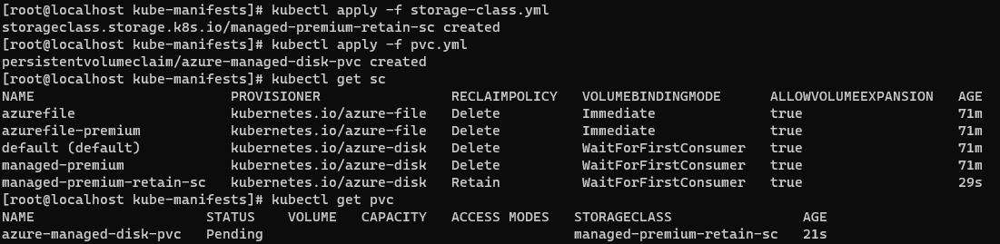 [root@localhost kube-manifests]# kubectl apply -f storage-class.yml
storageclass.storage.k8s.io/managed-premium-retain-sc created
[root@localhost kube-manifests]# kubectl apply -f pvc.yml
persistentvolumeclaim/azure-managed-disk-pvc created
[root@localhost kube-manifests]# kubectl get sc
NAME                        PROVISIONER                RECLAIMPOLICY   VOLUMEBINDINGMODE      ALLOWVOLUMEEXPANSION   AGE
azurefile                   kubernetes.io/azure-file   Delete          Immediate              true                   71m
azurefile-premium           kubernetes.io/azure-file   Delete          Immediate              true                   71m
default (default)           kubernetes.io/azure-disk   Delete          WaitForFirstConsumer   true                   71m
managed-premium             kubernetes.io/azure-disk   Delete          WaitForFirstConsumer   true                   71m
managed-premium-retain-sc   kubernetes.io/azure-disk   Retain          WaitForFirstConsumer   true                   29s
[root@localhost kube-manifests]# kubectl get pvc
NAME                     STATUS    VOLUME   CAPACITY   ACCESS MODES   STORAGECLASS                AGE
azure-managed-disk-pvc   Pending                                      managed-premium-retain-sc   21s